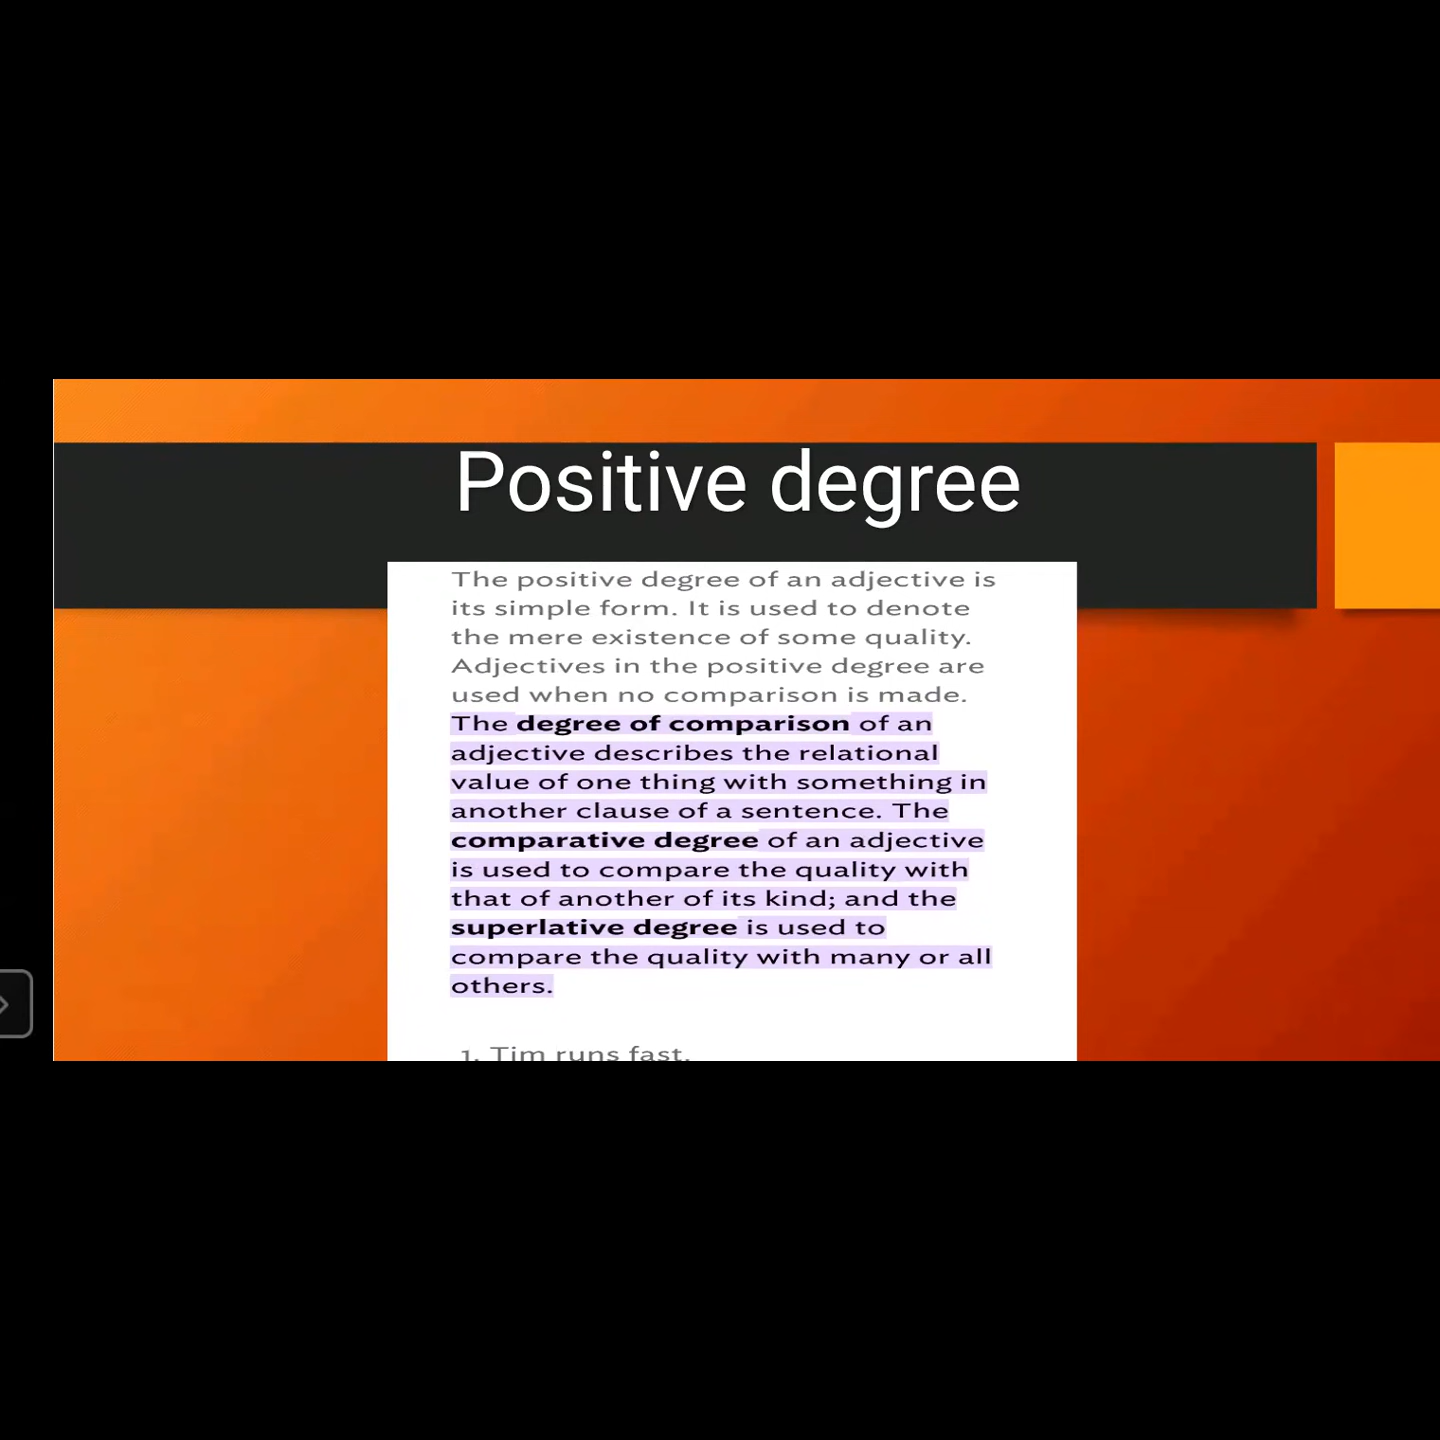 Positive degree
The positive degree of an adjective is
its simple form. It is used to denote
the mere existence of some quality.
Adjectives in the positive degree are
used when no comparison is made.
The degree of comparison of an
adjective describes the relational
value of one thing with something in
another clause of a sentence. The
comparative degree of an adjective
is used to compare the quality with
that of another of its kind; and the
superlative degree is used to
compare the quality with many or all
others.
1. Tim runs fast.